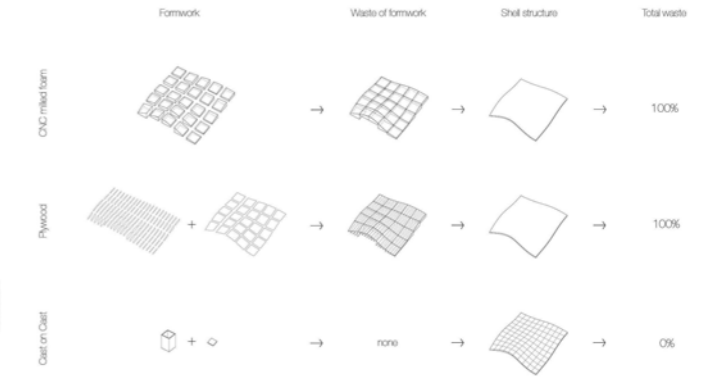 Formwork
Waste of formwork
Shell structure
Total waste
CNC milled foam
→ → → 100%
Plywood
+ → → → 100%
Cast on Cast
+ → none → → 0%